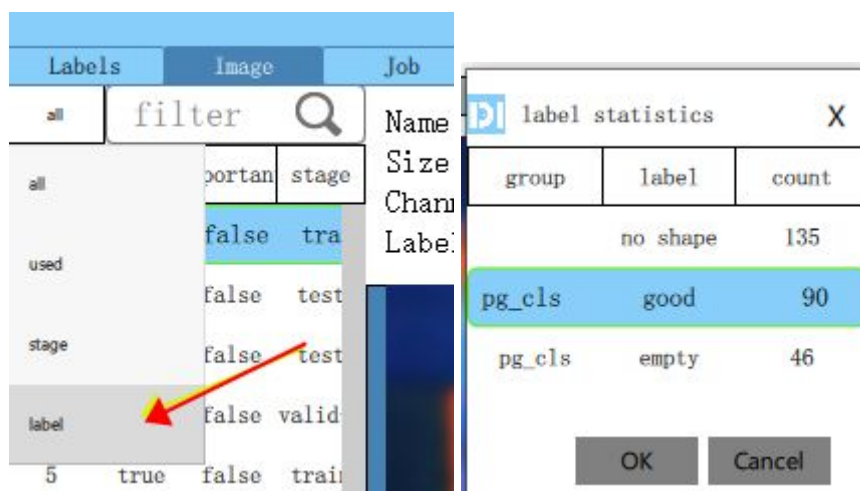 Labels Image Job
all filter Name
Size
all portan stage
Chann
false tra Label
used
false test
stage
false test
label false valid
5 true false train
label statistics X
group label count
no shape 135
pg_cls good 90
pg_cls empty 46
OK Cancel